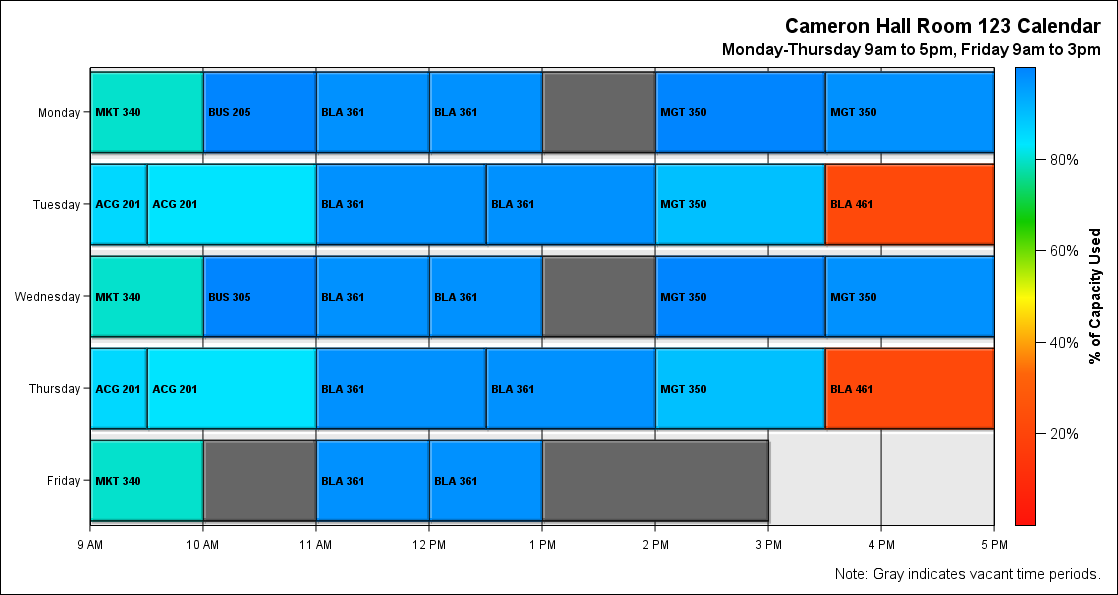 Cameron Hall Room 123 Calendar
Monday-Thursday 9am to 5pm, Friday 9am to 3pm
Monday MKT 340 BUS 205 BLA 361 BLA 361 MGT 350 MGT 350
Tuesday ACG 201 ACG 201 BLA 361 BLA 361 MGT 350 BLA 461
Wednesday MKT 340 BUS 305 BLA 361 BLA 361 MGT 350 MGT 350
Thursday ACG 201 ACG 201 BLA 361 BLA 361 MGT 350 BLA 461
Friday MKT 340 BLA 361 BLA 361
9 AM 10 AM 11 AM 12 PM 1 PM 2 PM 3 PM 4 PM 5 PM
80%
60%
40%
20%
% of Capacity Used
Note: Gray indicates vacant time periods.